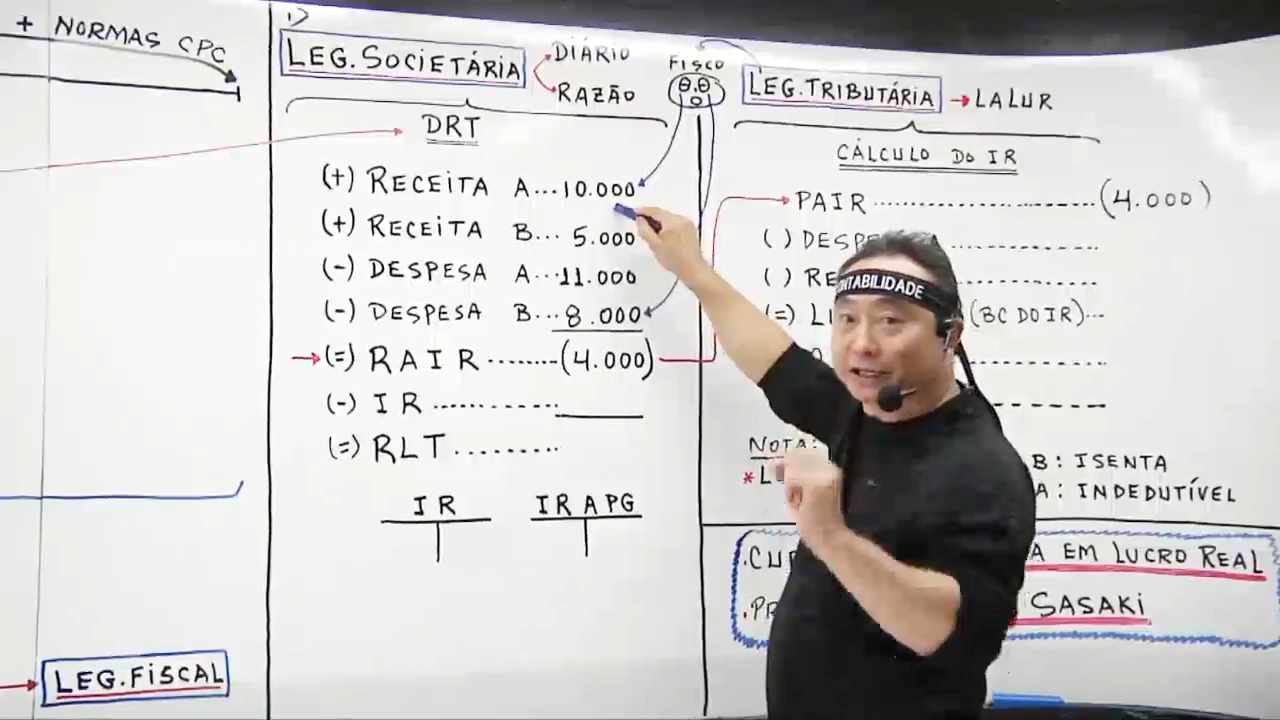 + NORMAS CPC
LEG.FISCAL
1)
LEG.SOCIETÁRIA
DIÁRIO
RAZÃO
FISCO
DRT
(+) RECEITA A...10.000
(+) RECEITA B... 5.000
(-) DESPESA A...11.000
(-) DESPESA B...8.000
(=) RAIR........(4.000)
(-) IR............
(=) RLT.........
IR
IR A PG
LEG.TRIBUTÁRIA
LALUR
CÁLCULO DO IR
PAIR........................(4.000)
( )
( )
(=) (BC DO IR)...
NOTA:
B: ISENTA
* A: INDEDUTÍVEL
EM LUCRO REAL
SASAKI
CONTABILIDADE